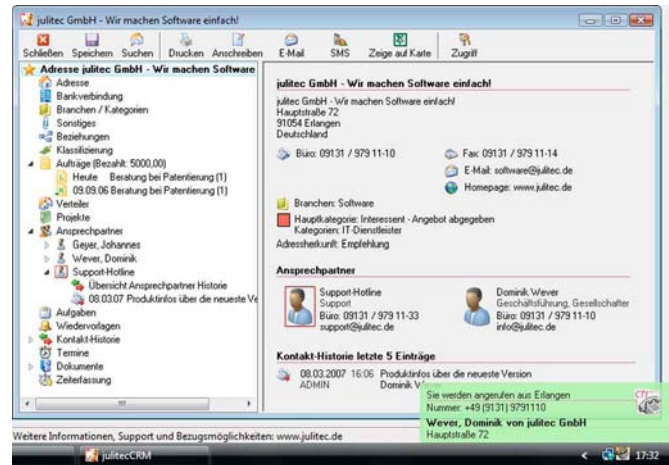 julitec GmbH - Wir machen Software einfach!
Schließen Speichern Suchen Drucken Anschreiben E-Mail SMS Zeige auf Karte Zugriff
Adresse julitec GmbH - Wir machen Software
Adresse
Bankverbindung
Branchen / Kategorien
Sonstiges
Beziehungen
Klassifizierung
Aufträge (Bezahlt: 5000,00)
Heute Beratung bei Patentierung (1)
09.09.06 Beratung bei Patentierung (1)
Verteiler
Projekte
Ansprechpartner
Geyer, Johannes
Wever, Dominik
Support-Hotline
Übersicht Ansprechpartner Historie
08.03.07 Produktinfos über die neueste Ve
Aufgaben
Wiedervorlagen
Kontakt-Historie
Termine
Dokumente
Zeiterfassung
julitec GmbH - Wir machen Software einfach!
julitec GmbH - Wir machen Software einfach!
Hauptstraße 72
91054 Erlangen
Deutschland
Büro: 09131 / 979 11-10 Fax: 09131 / 979 11-14
E-Mail: software@julitec.de
Homepage: www.julitec.de
Branchen: Software
Hauptkategorie: Interessent - Angebot abgegeben
Kategorien: IT-Dienstleister
Adressherkunft: Empfehlung
Ansprechpartner
Support-Hotline Dominik Wever
Support Geschäftsführung, Gesellschafter
Büro: 09131 / 979 11-33 Büro: 09131 / 979 11-10
support@julitec.de info@julitec.de
Kontakt-Historie letzte 5 Einträge
08.03.2007 16:06 Produktinfos über die neueste Version
ADMIN Dominik Wever
Sie werden angerufen aus Erlangen
Nummer: +49 (9131) 9791110
Wever, Dominik von julitec GmbH
Hauptstraße 72
CTI
Weitere Informationen, Support und Bezugsmöglichkeiten: www.julitec.de
julitecCRM
17:32